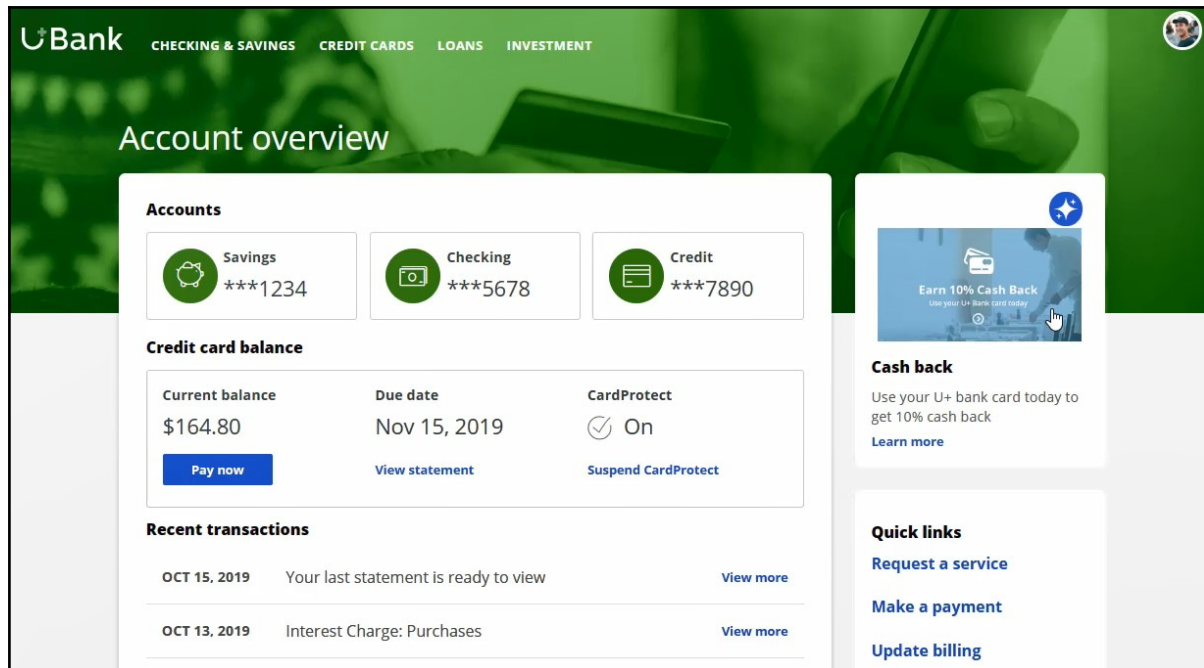 U+Bank
CHECKING & SAVINGS CREDIT CARDS LOANS INVESTMENT
Account overview
Accounts
Savings
***1234
Checking
***5678
Credit
***7890
Credit card balance
Current balance
$164.80
Pay now
Due date
Nov 15, 2019
View statement
CardProtect
On
Suspend CardProtect
Recent transactions
OCT 15, 2019 Your last statement is ready to view View more
OCT 13, 2019 Interest Charge: Purchases View more
Earn 10% Cash Back
Use your U+ Bank card today
Cash back
Use your U+ bank card today to
get 10% cash back
Learn more
Quick links
Request a service
Make a payment
Update billing